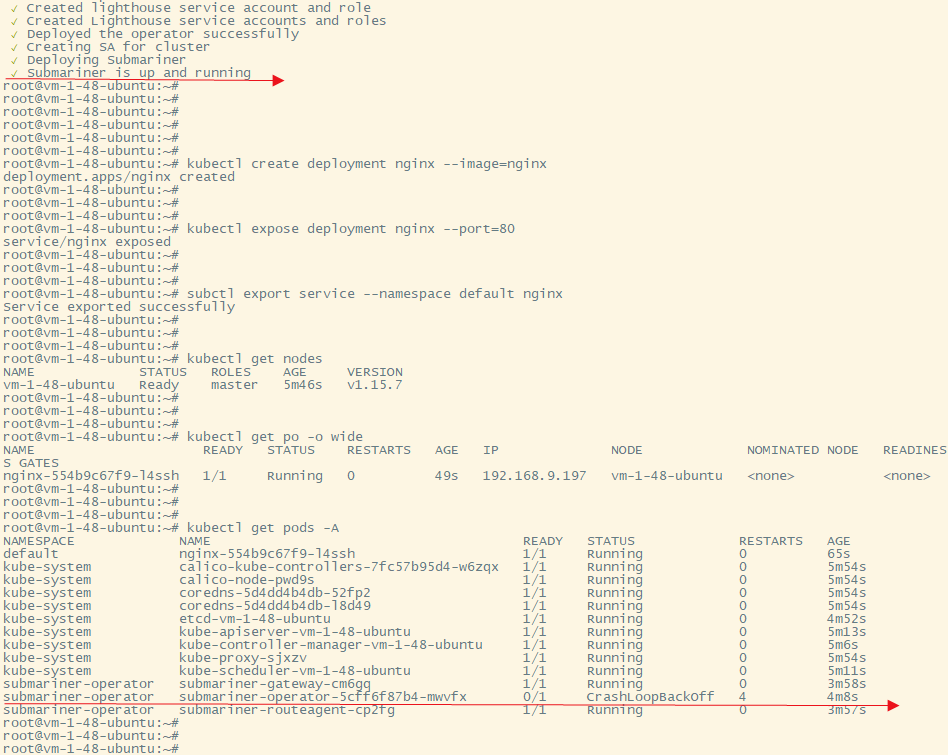 ✓ Created lighthouse service account and role
✓ Created Lighthouse service accounts and roles
✓ Deployed the operator successfully
✓ Creating SA for cluster
✓ Deploying Submariner
✓ Submariner is up and running
root@vm-1-48-ubuntu:~#
root@vm-1-48-ubuntu:~#
root@vm-1-48-ubuntu:~#
root@vm-1-48-ubuntu:~#
root@vm-1-48-ubuntu:~#
root@vm-1-48-ubuntu:~#
root@vm-1-48-ubuntu:~# kubectl create deployment nginx --image=nginx
deployment.apps/nginx created
root@vm-1-48-ubuntu:~#
root@vm-1-48-ubuntu:~#
root@vm-1-48-ubuntu:~#
root@vm-1-48-ubuntu:~# kubectl expose deployment nginx --port=80
service/nginx exposed
root@vm-1-48-ubuntu:~#
root@vm-1-48-ubuntu:~#
root@vm-1-48-ubuntu:~#
root@vm-1-48-ubuntu:~# subctl export service --namespace default nginx
Service exported successfully
root@vm-1-48-ubuntu:~#
root@vm-1-48-ubuntu:~#
root@vm-1-48-ubuntu:~#
root@vm-1-48-ubuntu:~# kubectl get nodes
NAME STATUS ROLES AGE VERSION
vm-1-48-ubuntu Ready master 5m46s v1.15.7
root@vm-1-48-ubuntu:~#
root@vm-1-48-ubuntu:~#
root@vm-1-48-ubuntu:~#
root@vm-1-48-ubuntu:~# kubectl get po -o wide
NAME READY STATUS RESTARTS AGE IP NODE NOMINATED NODE READINES
S GATES
nginx-554b9c67f9-l4ssh 1/1 Running 0 49s 192.168.9.197 vm-1-48-ubuntu <none> <none>
root@vm-1-48-ubuntu:~#
root@vm-1-48-ubuntu:~#
root@vm-1-48-ubuntu:~#
root@vm-1-48-ubuntu:~# kubectl get pods -A
NAMESPACE NAME READY STATUS RESTARTS AGE
default nginx-554b9c67f9-l4ssh 1/1 Running 0 65s
kube-system calico-kube-controllers-7fc57b95d4-w6zqx 1/1 Running 0 5m54s
kube-system calico-node-pwd9s 1/1 Running 0 5m54s
kube-system coredns-5d4dd4b4db-52fp2 1/1 Running 0 5m54s
kube-system coredns-5d4dd4b4db-l8d49 1/1 Running 0 5m54s
kube-system etcd-vm-1-48-ubuntu 1/1 Running 0 4m52s
kube-system kube-apiserver-vm-1-48-ubuntu 1/1 Running 0 5m13s
kube-system kube-controller-manager-vm-1-48-ubuntu 1/1 Running 0 5m6s
kube-system kube-proxy-sjxzv 1/1 Running 0 5m54s
kube-system kube-scheduler-vm-1-48-ubuntu 1/1 Running 0 5m11s
submariner-operator submariner-gateway-cm6gg 1/1 Running 0 3m58s
submariner-operator submariner-operator-5cff6f87b4-mwvfx 0/1 CrashLoopBackOff 4 4m8s
submariner-operator submariner-routeagent-cp2fg 1/1 Running 0 3m57s
root@vm-1-48-ubuntu:~#
root@vm-1-48-ubuntu:~#
root@vm-1-48-ubuntu:~#